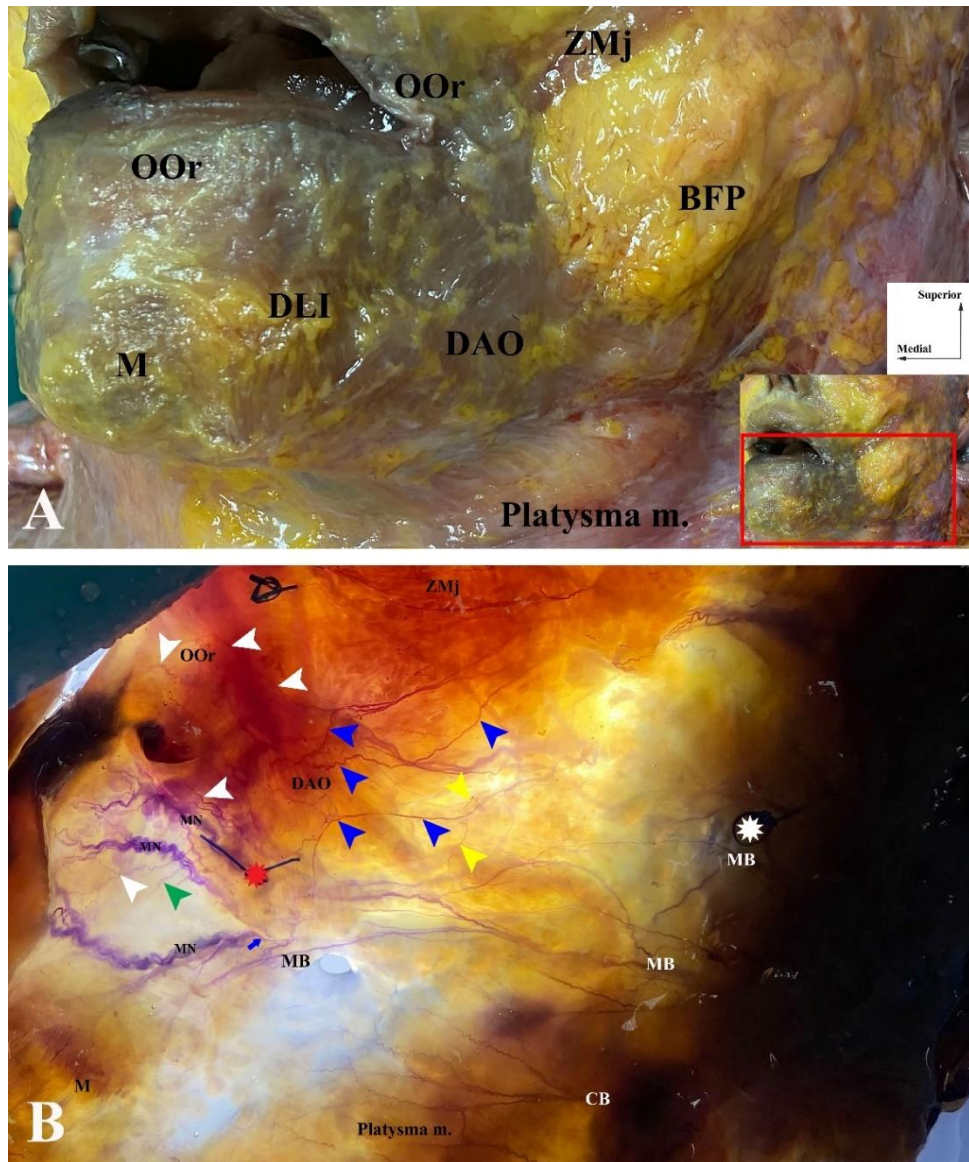 ZMj
OOr
OOr
BFP
Superior
DLI
DAO
M
Medial
A
Platysma m.
ZMj
OOr
DAO
MN
MN
MB
MN
MB
MB
M
CB
B
Platysma m.